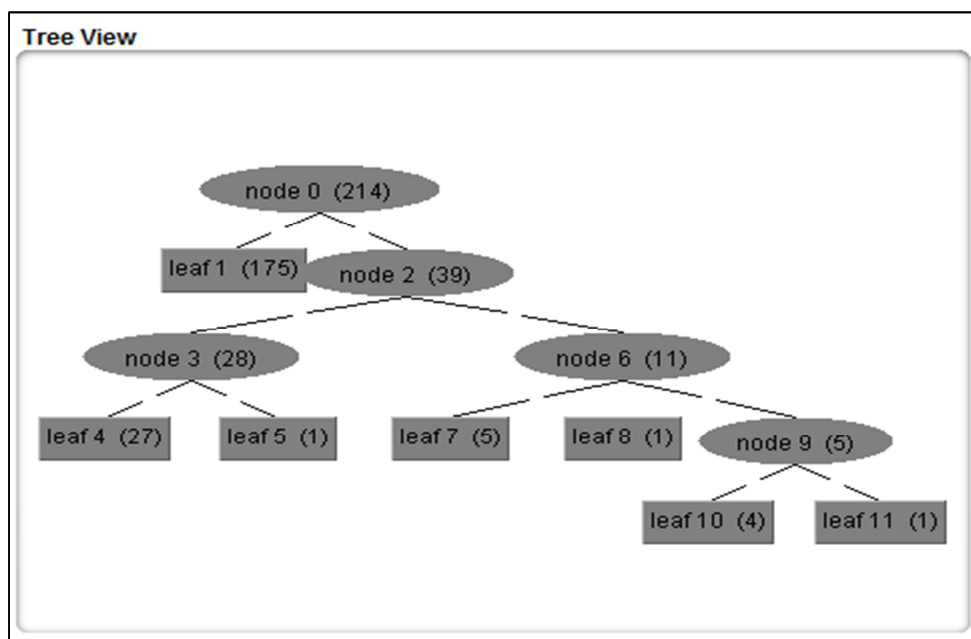 Tree View
node 0 (214)
leaf 1 (175)
node 2 (39)
node 3 (28)
node 6 (11)
leaf 4 (27)
leaf 5 (1)
leaf 7 (5)
leaf 8 (1)
node 9 (5)
leaf 10 (4)
leaf 11 (1)